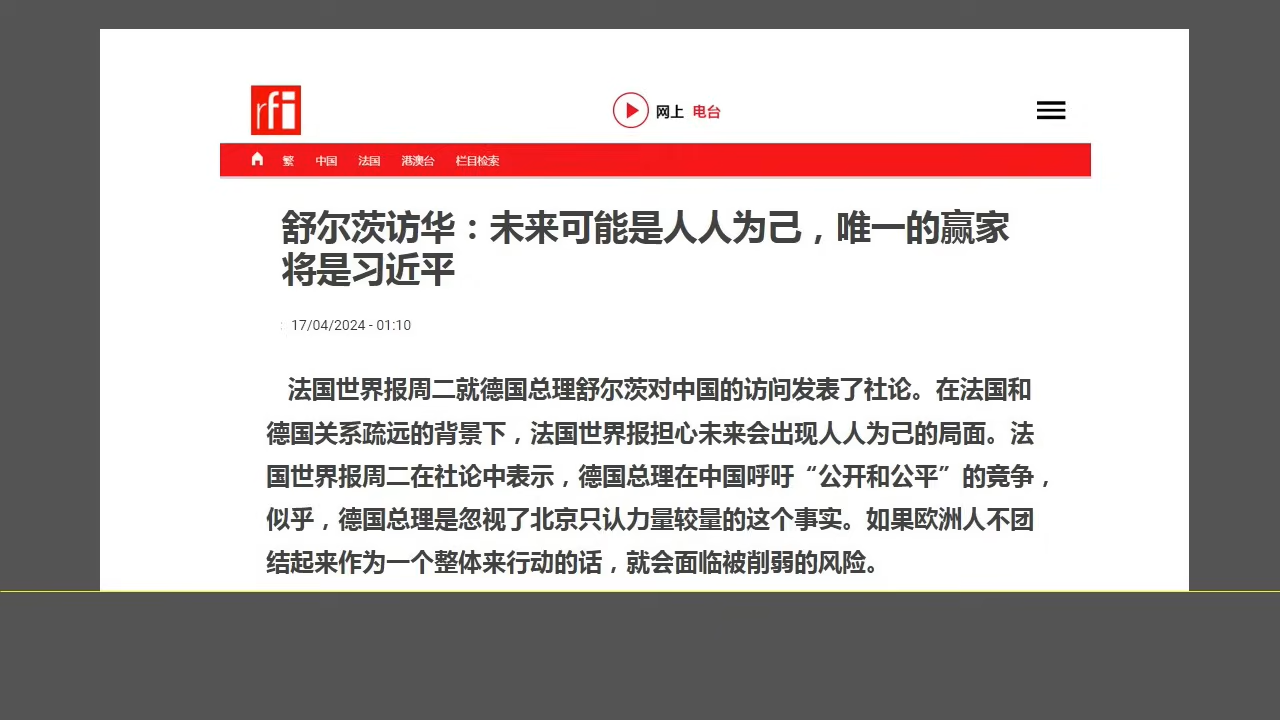 rfi
网上 电台
繁 中国 法国 港澳台 栏目检索
舒尔茨访华：未来可能是人人为己，唯一的赢家
将是习近平
: 17/04/2024 - 01:10
法国世界报周二就德国总理舒尔茨对中国的访问发表了社论。在法国和
德国关系疏远的背景下，法国世界报担心未来会出现人人为己的局面。法
国世界报周二在社论中表示，德国总理在中国呼吁“公开和公平”的竞争，
似乎，德国总理是忽视了北京只认力量较量的这个事实。如果欧洲人不团
结起来作为一个整体来行动的话，就会面临被削弱的风险。